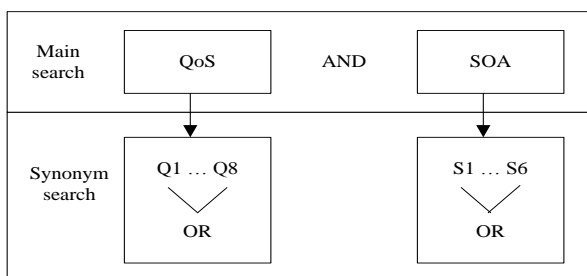 Main
search
QoS
AND
SOA
Synonym
search
Q1 … Q8
OR
S1 … S6
OR